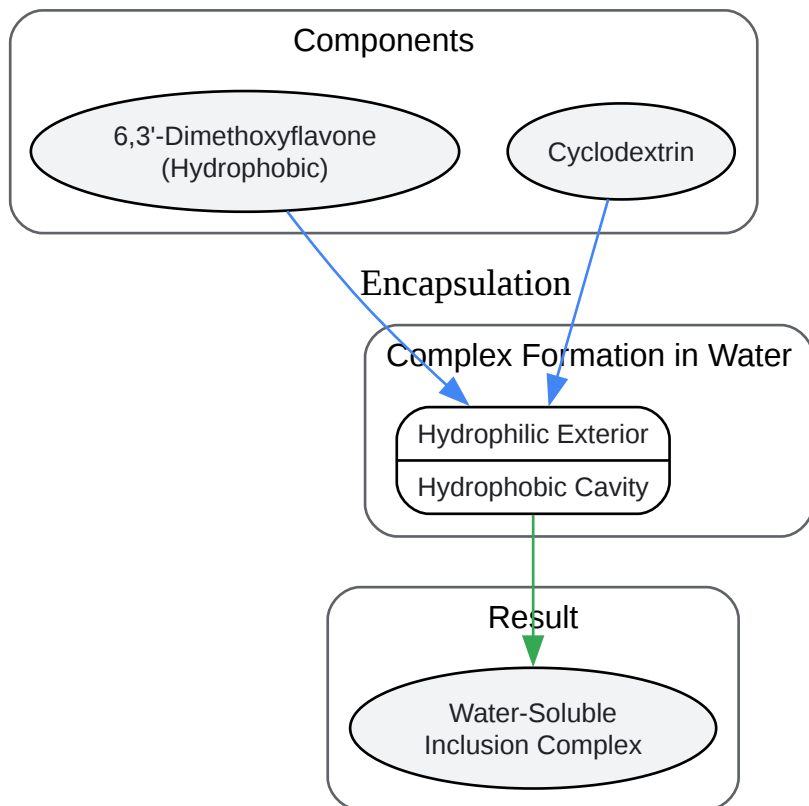 Components
6,3'-Dimethoxyflavone
(Hydrophobic)
Cyclodextrin
Encapsulation
Complex Formation in Water
Hydrophilic Exterior
Hydrophobic Cavity
Result
Water-Soluble
Inclusion Complex